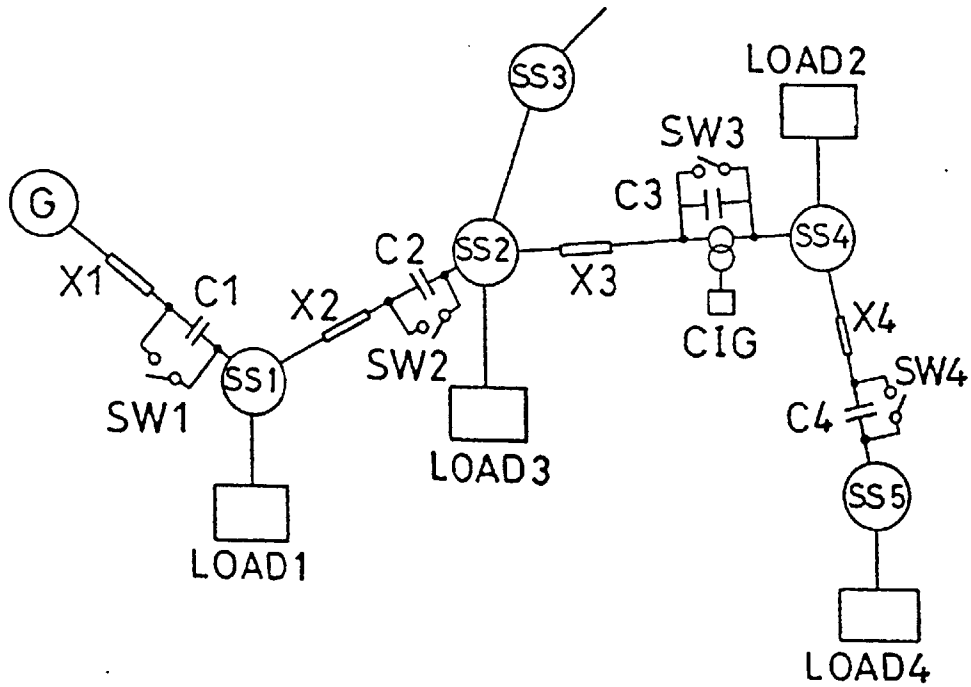 SS3
LOAD2
SW3
G
C3
C2
SS2
SS4
X1
C1
X2
X3
SW2
CIG
X4
SS1
SW4
SW1
C4
LOAD3
SS5
LOAD1
LOAD4